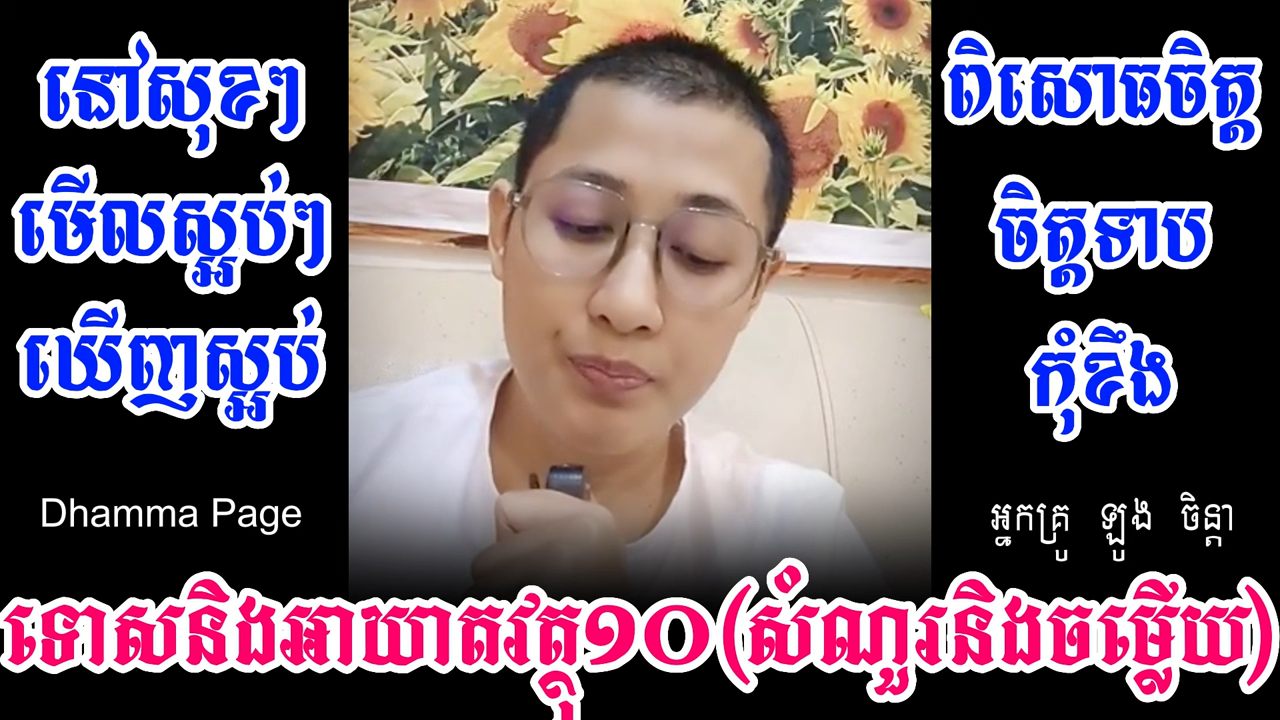 នៅសុខៗ
មើលស្អប់ៗ
ឃើញស្អប់
Dhamma Page
ពិសោធចិត្ត
ចិត្តទាប
កុំខឹង
អ្នកគ្រូ ឡុង ចិន្តា
ទោសនិងអាឃាតវត្ថុ១០(សំណួរនិងចម្លើយ)